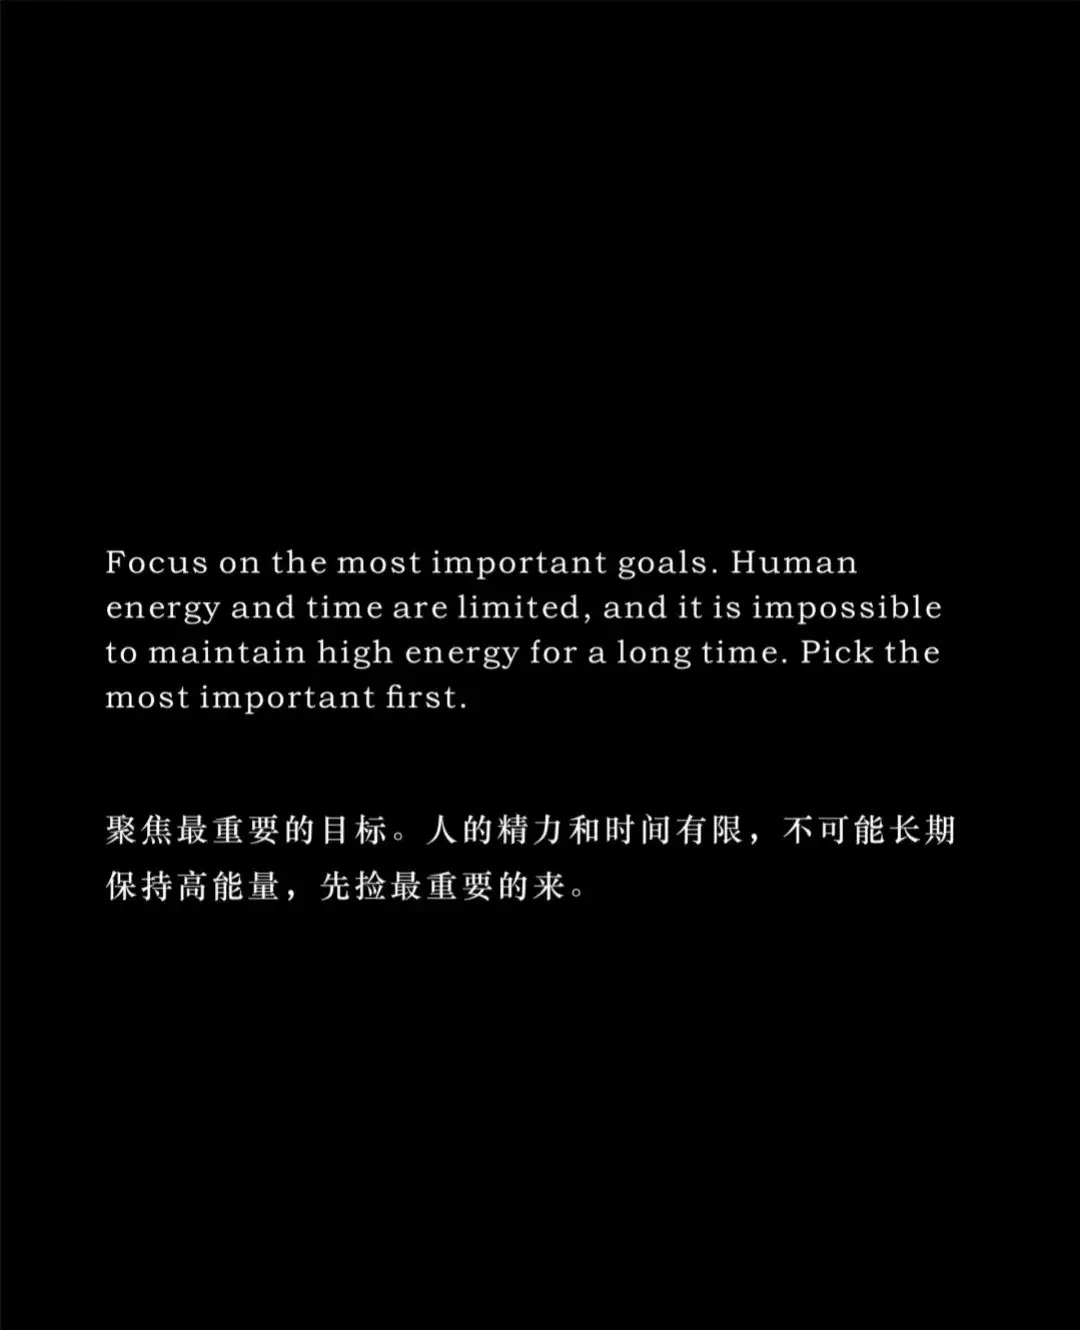 Focus on the most important goals. Human
energy and time are limited, and it is impossible
to maintain high energy for a long time. Pick the
most important first.
聚焦最重要的目标。人的精力和时间有限，不可能长期
保持高能量，先捡最重要的来。